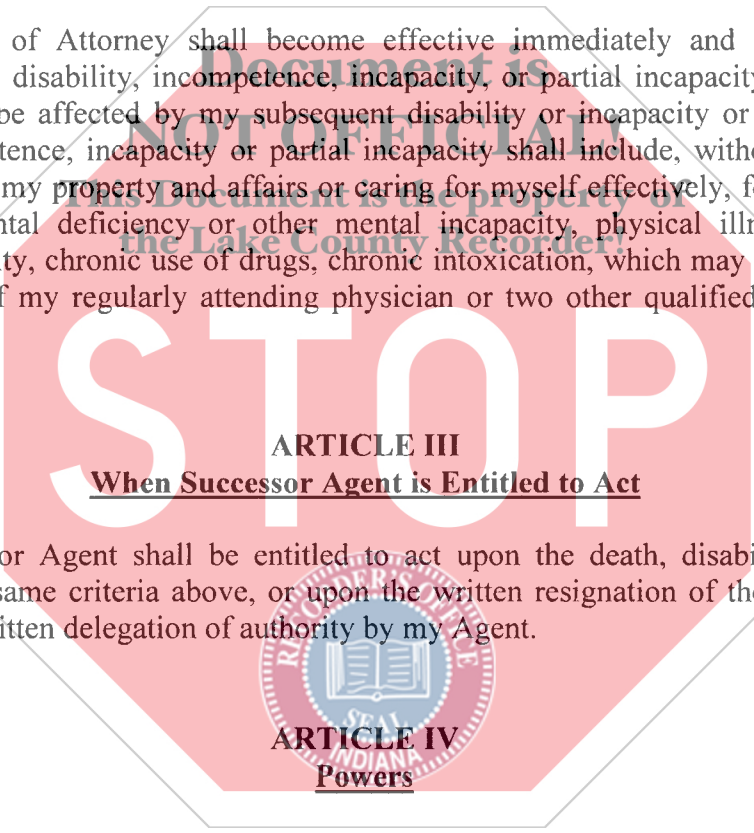 of Attorney shall become effective immediately and
disability, incompetence, incapacity, or partial incapacity
be affected by my subsequent disability or incapacity or
tence, incapacity or partial incapacity shall include, witho
my property and affairs or caring for myself effectively, f
ntal deficiency or other mental incapacity, physical illn
ty, chronic use of drugs, chronic intoxication, which may
f my regularly attending physician or two other qualified
Document is
NOT OFFICIAL!
This Document is the property of
the Lake County Recorder!
STOP
ARTICLE III
When Successor Agent is Entitled to Act
or Agent shall be entitled to act upon the death, disabi
same criteria above, or upon the written resignation of the
itten delegation of authority by my Agent.
RECORDER'S OFFICE
SEAL
INDIANA
ARTICLE IV
Powers